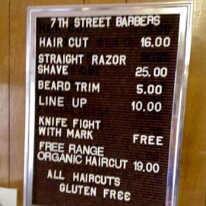 7TH STREET BARBERS
HAIR CUT 16.00
STRAIGHT RAZOR
SHAVE 25.00
BEARD TRIM 5.00
LINE UP 10.00
KNIFE FIGHT
WITH MARK FREE
FREE RANGE
ORGANIC HAIRCUT 19.00
ALL HAIRCUTS
GLUTEN FREE